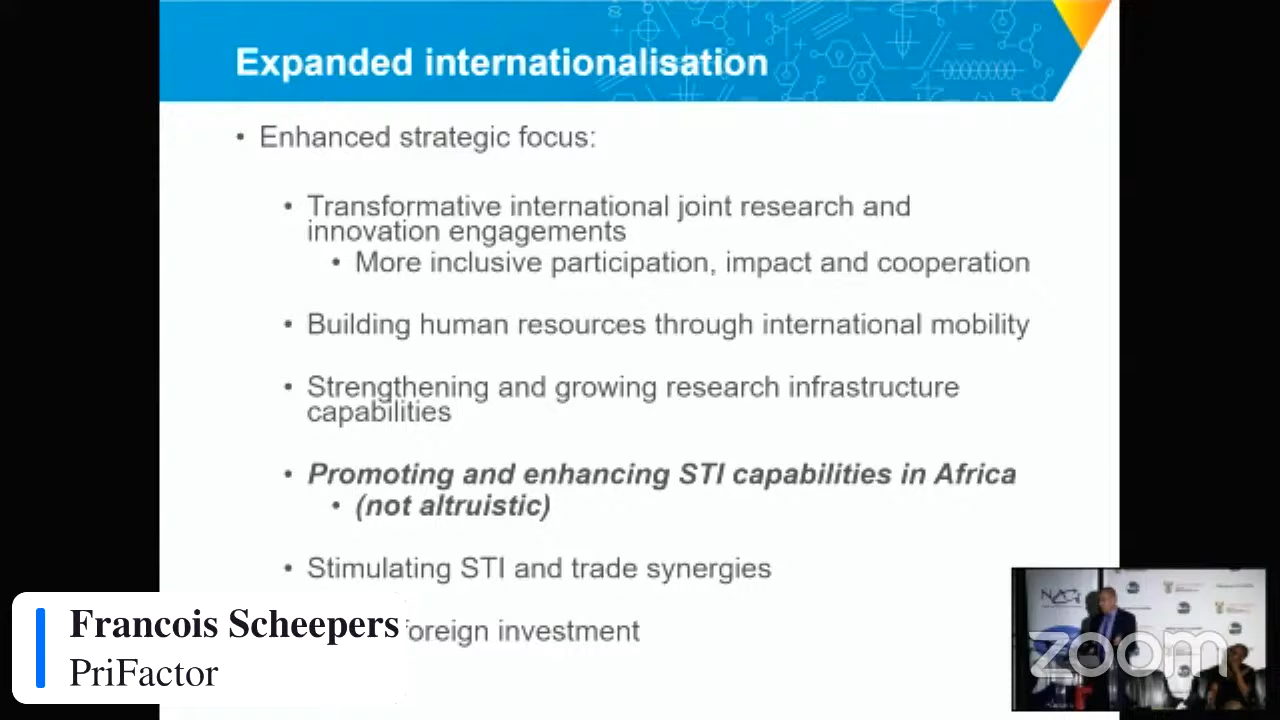 Expanded internationalisation
• Enhanced strategic focus:
• Transformative international joint research and
innovation engagements
• More inclusive participation, impact and cooperation
• Building human resources through international mobility
• Strengthening and growing research infrastructure
capabilities
• Promoting and enhancing STI capabilities in Africa
• (not altruistic)
• Stimulating STI and trade synergies
foreign investment
Francois Scheepers
PriFactor
zoom